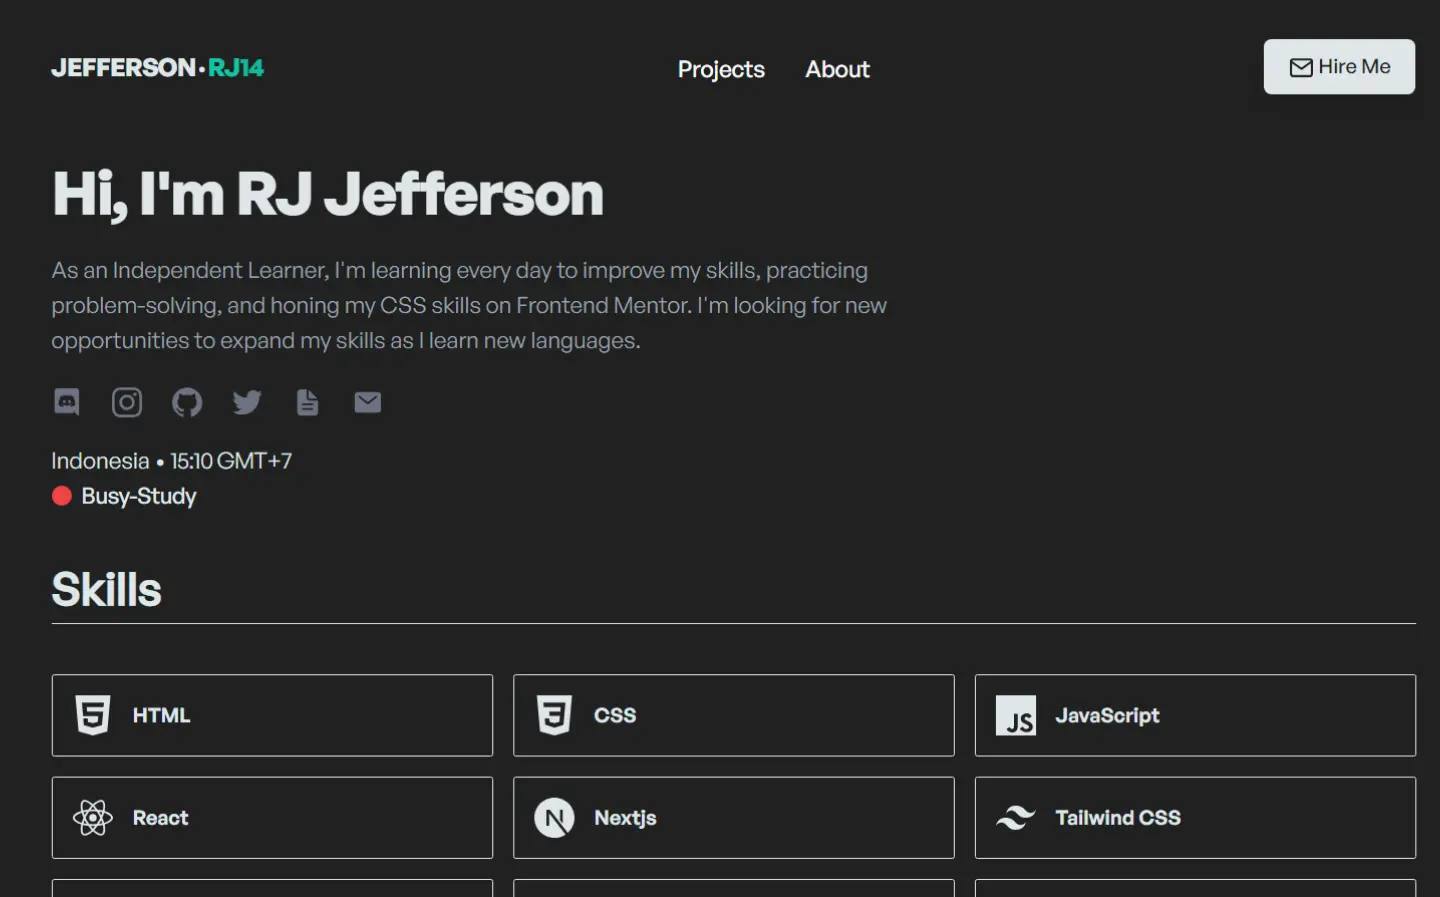 JEFFERSON•RJ14
Projects
About
Hire Me
Hi, I'm RJ Jefferson
As an Independent Learner, I'm learning every day to improve my skills, practicing
problem-solving, and honing my CSS skills on Frontend Mentor. I'm looking for new
opportunities to expand my skills as I learn new languages.
Indonesia • 15:10 GMT+7
Busy-Study
Skills
HTML
CSS
JS JavaScript
React
Nextjs
Tailwind CSS